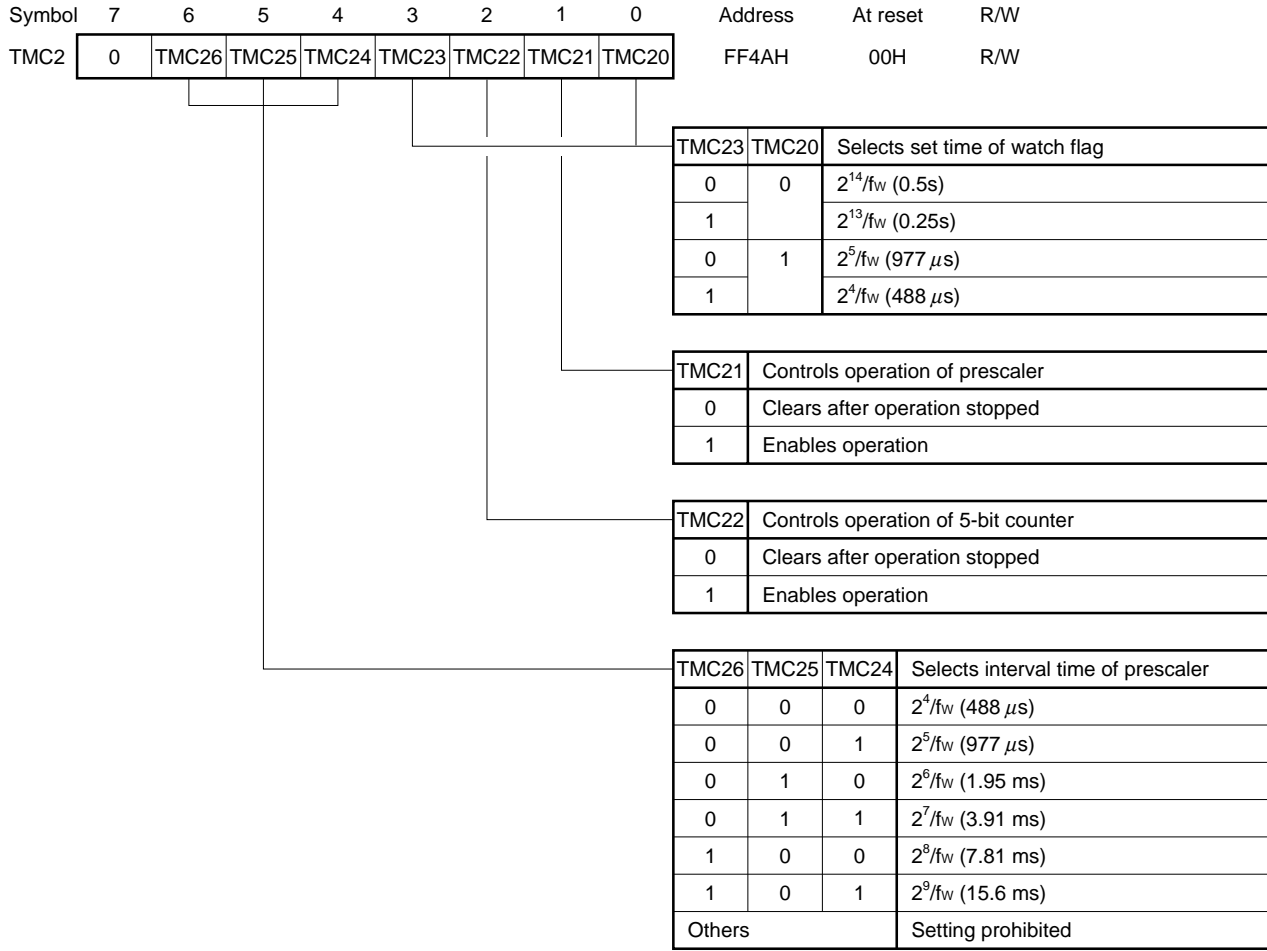 Symbol 7 6 5 4 3 2 1 0 Address At reset R/W
TMC2 0 TMC26 TMC25 TMC24 TMC23 TMC22 TMC21 TMC20 FF4AH 00H R/W
TMC23 TMC20 Selects set time of watch flag
0 0 2^14/fW (0.5s)
1 2^13/fW (0.25s)
0 1 2^5/fW (977 μs)
1 2^4/fW (488 μs)
TMC21 Controls operation of prescaler
0 Clears after operation stopped
1 Enables operation
TMC22 Controls operation of 5-bit counter
0 Clears after operation stopped
1 Enables operation
TMC26 TMC25 TMC24 Selects interval time of prescaler
0 0 0 2^4/fW (488 μs)
0 0 1 2^5/fW (977 μs)
0 1 0 2^6/fW (1.95 ms)
0 1 1 2^7/fW (3.91 ms)
1 0 0 2^8/fW (7.81 ms)
1 0 1 2^9/fW (15.6 ms)
Others Setting prohibited